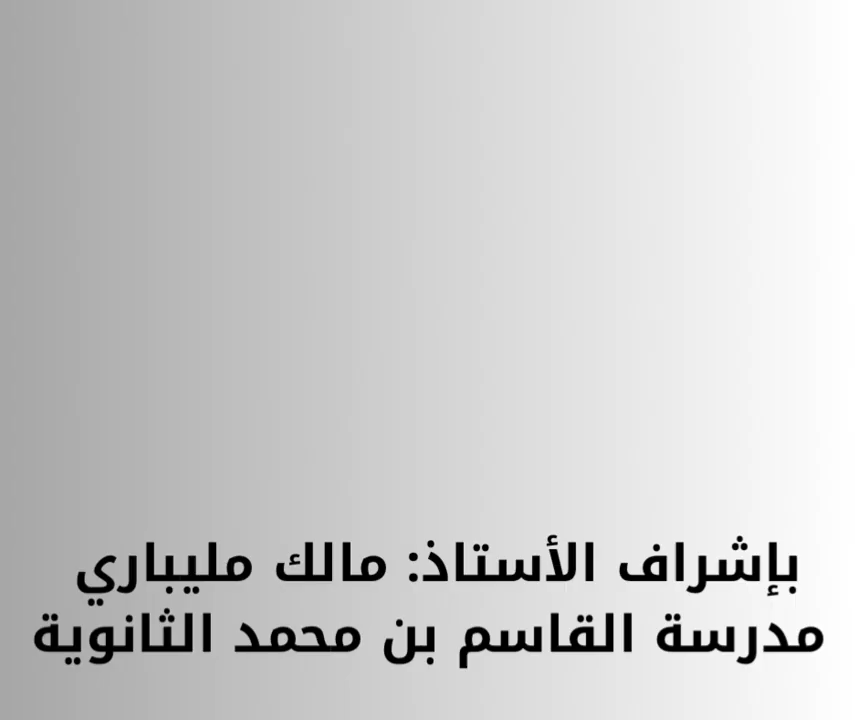 بإشراف الأستاذ: مالك مليباري
مدرسة القاسم بن محمد الثانوية